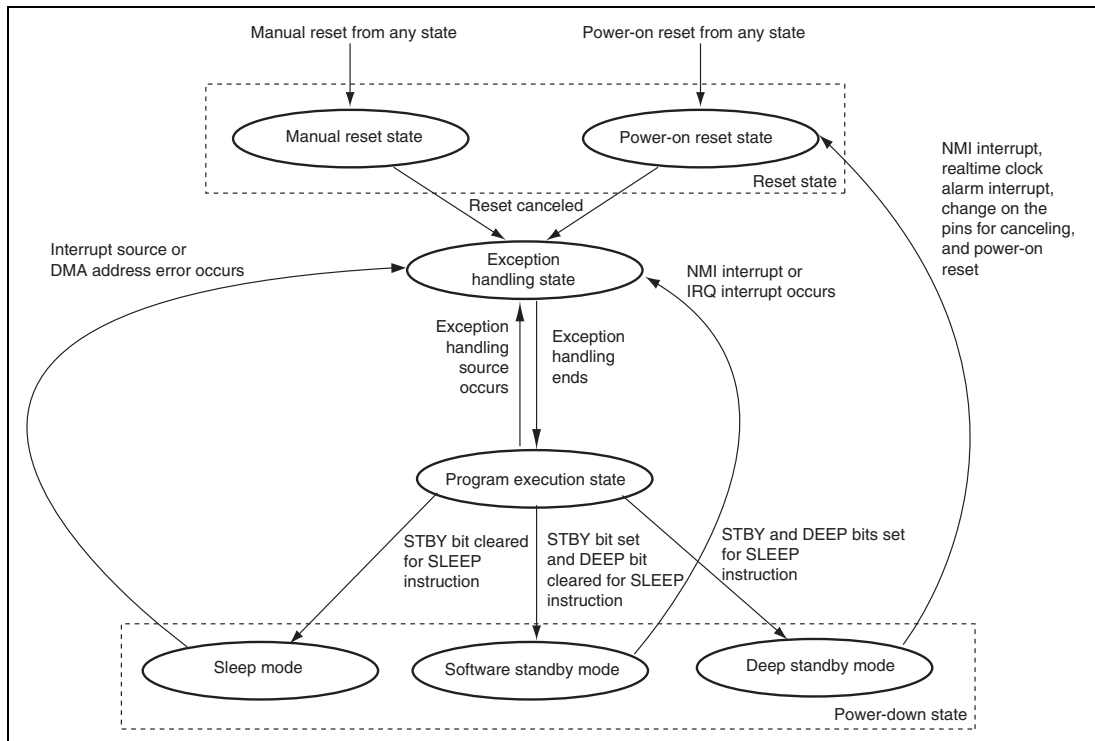 Manual reset from any state
Power-on reset from any state
Manual reset state
Power-on reset state
Reset state
NMI interrupt,
realtime clock
alarm interrupt,
change on the
pins for canceling,
and power-on
reset
Reset canceled
Interrupt source or
DMA address error occurs
Exception
handling state
NMI interrupt or
IRQ interrupt occurs
Exception
handling
source
occurs
Exception
handling
ends
Program execution state
STBY bit cleared
for SLEEP
instruction
STBY bit set
and DEEP bit
cleared for SLEEP
instruction
STBY and DEEP bits set
for SLEEP
instruction
Sleep mode
Software standby mode
Deep standby mode
Power-down state